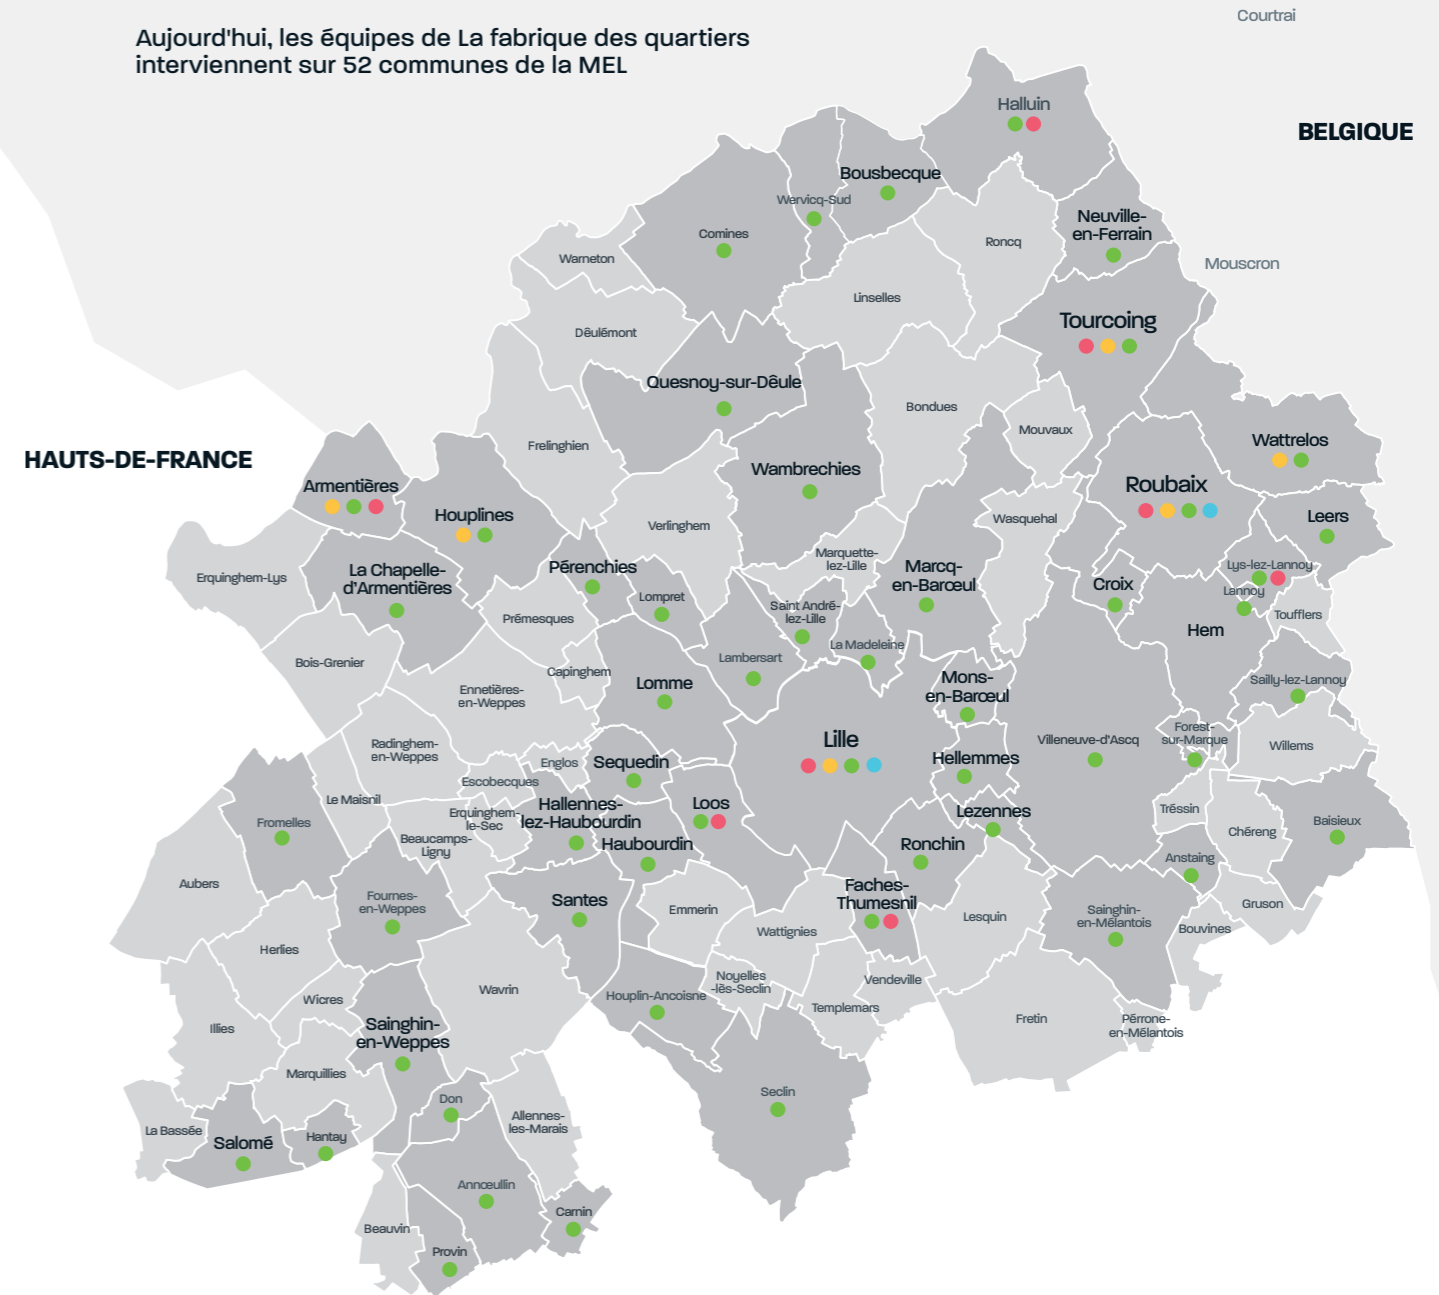 Courtrai
Aujourd'hui, les équipes de La fabrique des quartiers
interviennent sur 52 communes de la MEL
Halluin
BELGIQUE
Bousbecque
Wervicq-Sud
Neuville-
en-Ferrain
Comines
Roncq
Warneton
Mouscron
Linselles
Tourcoing
Dêulémont
Quesnoy-sur-Dêule
Bondues
Mouvaux
Frelinghien
Wattrelos
HAUTS-DE-FRANCE
Wambrechies
Armentières
Roubaix
Houplines
Verlinghem
Wasquehal
Leers
Marquette-
lez-Lille
Pérenchies
La Chapelle-
d'Armentières
Erquinghem-Lys
Marcq-
en-Barœul
Lys-lez-Lannoy
Croix
Lannoy
Lompret
Saint André-
lez-Lille
Prémesques
Toufflers
Hem
La Madeleine
Lambersart
Bois-Grenier
Capinghem
Lomme
Mons-
en-Barœul
Sailly-lez-Lannoy
Ennetières-
en-Weppes
Forest-
sur-Marque
Lille
Villeneuve-d'Ascq
Willems
Radinghem-
en-Weppes
Englos
Sequedin
Hellemmes
Escobecques
Le Maisnil
Hallennes-
lez-Haubourdin
Loos
Lezennes
Tréssin
Erquinghem-
le-Sec
Fromelles
Baisieux
Chéreng
Beaucamps-
Ligny
Haubourdin
Ronchin
Anstaing
Aubers
Faches-
Thumesnil
Fournes-
en-Weppes
Santes
Emmerin
Lesquin
Sainghin-
en-Mélantois
Gruson
Wattignies
Bouvines
Herlies
Noyelles
-lès-Seclin
Vendeville
Wavrin
Houplin-Ancoisne
Wicres
Templemars
Illies
Sainghin-
en-Weppes
Fretin
Pérrone-
en-Mélantois
Marquillies
Seclin
Don
Allennes-
les-Marais
La Bassée
Salomé
Hantay
Annœullin
Carnin
Beauvin
Provin